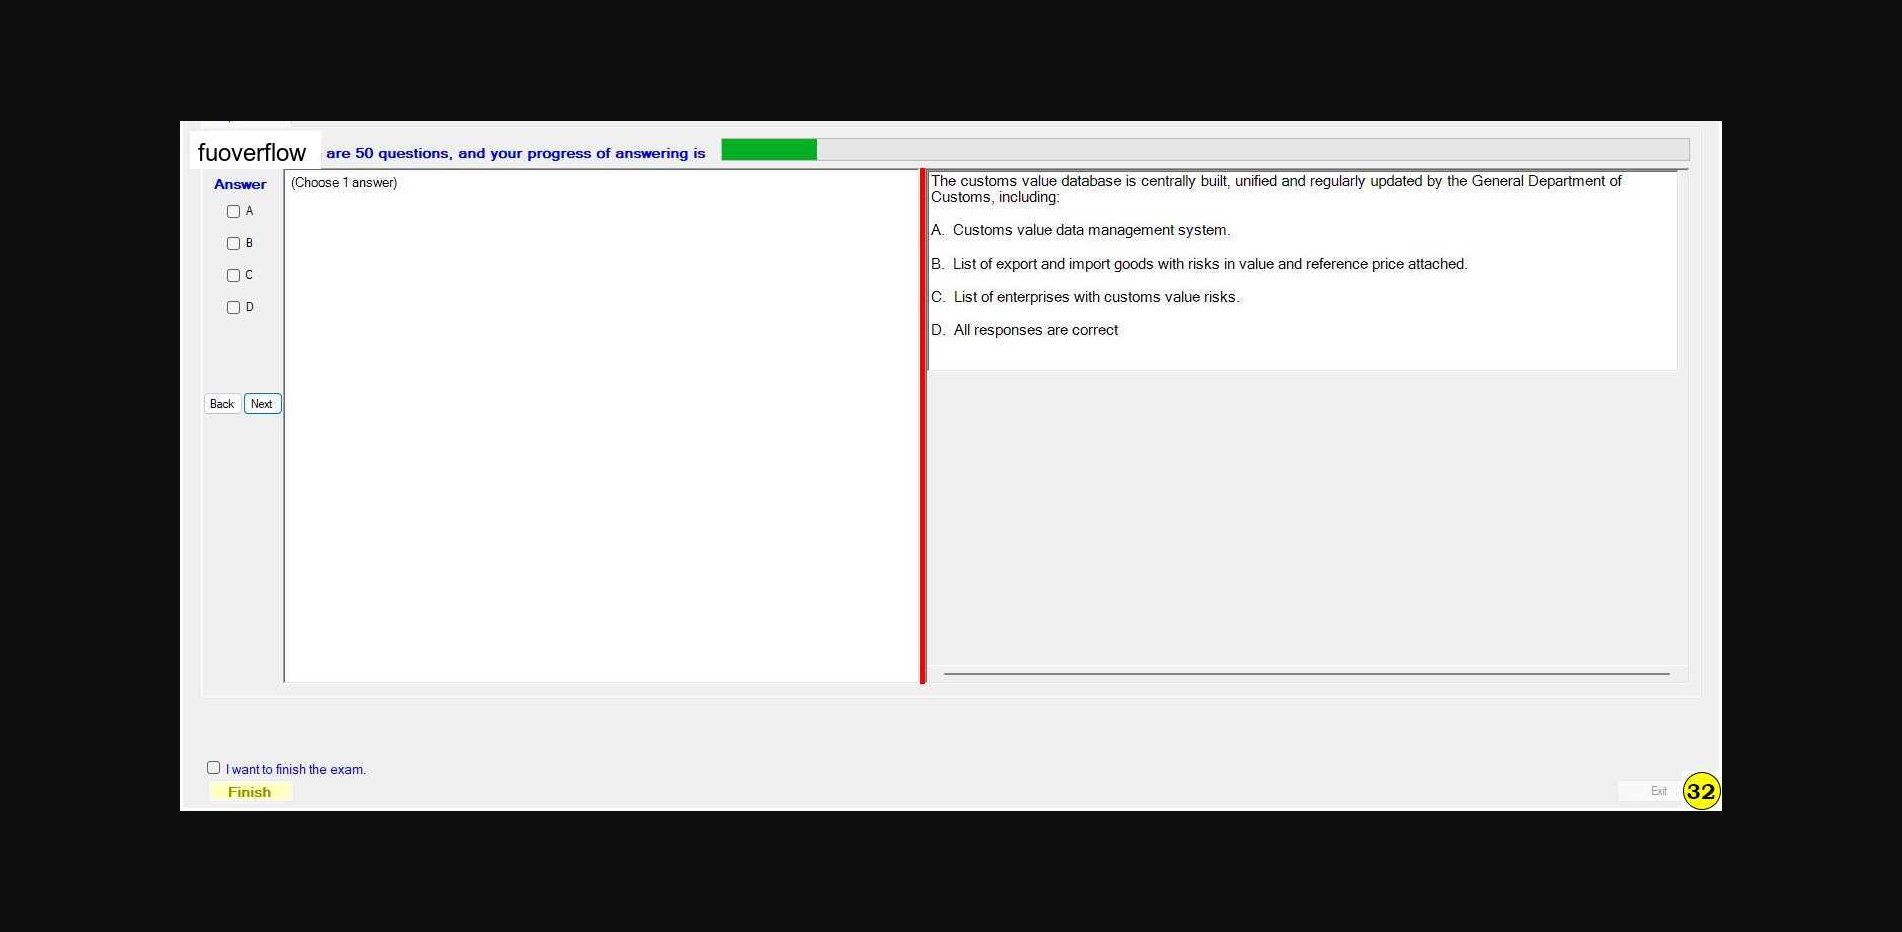 fuoverflow are 50 questions, and your progress of answering is
Answer
(Choose 1 answer)
A
B
C
D
Back Next
The customs value database is centrally built, unified and regularly updated by the General Department of
Customs, including:
A. Customs value data management system.
B. List of export and import goods with risks in value and reference price attached.
C. List of enterprises with customs value risks.
D. All responses are correct
I want to finish the exam.
Finish
Exit
32